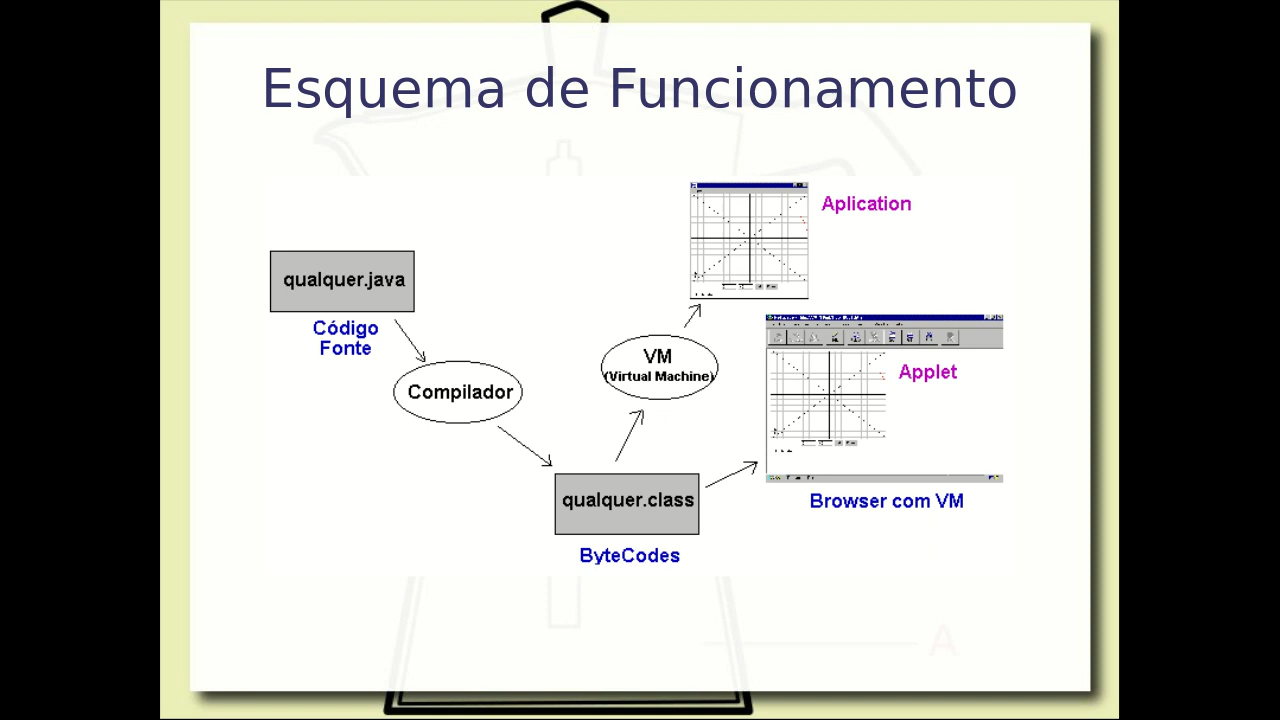 Esquema de Funcionamento
Aplication
qualquer.java
Código
Fonte
VM
(Virtual Machine)
Applet
Compilador
qualquer.class
Browser com VM
ByteCodes
A